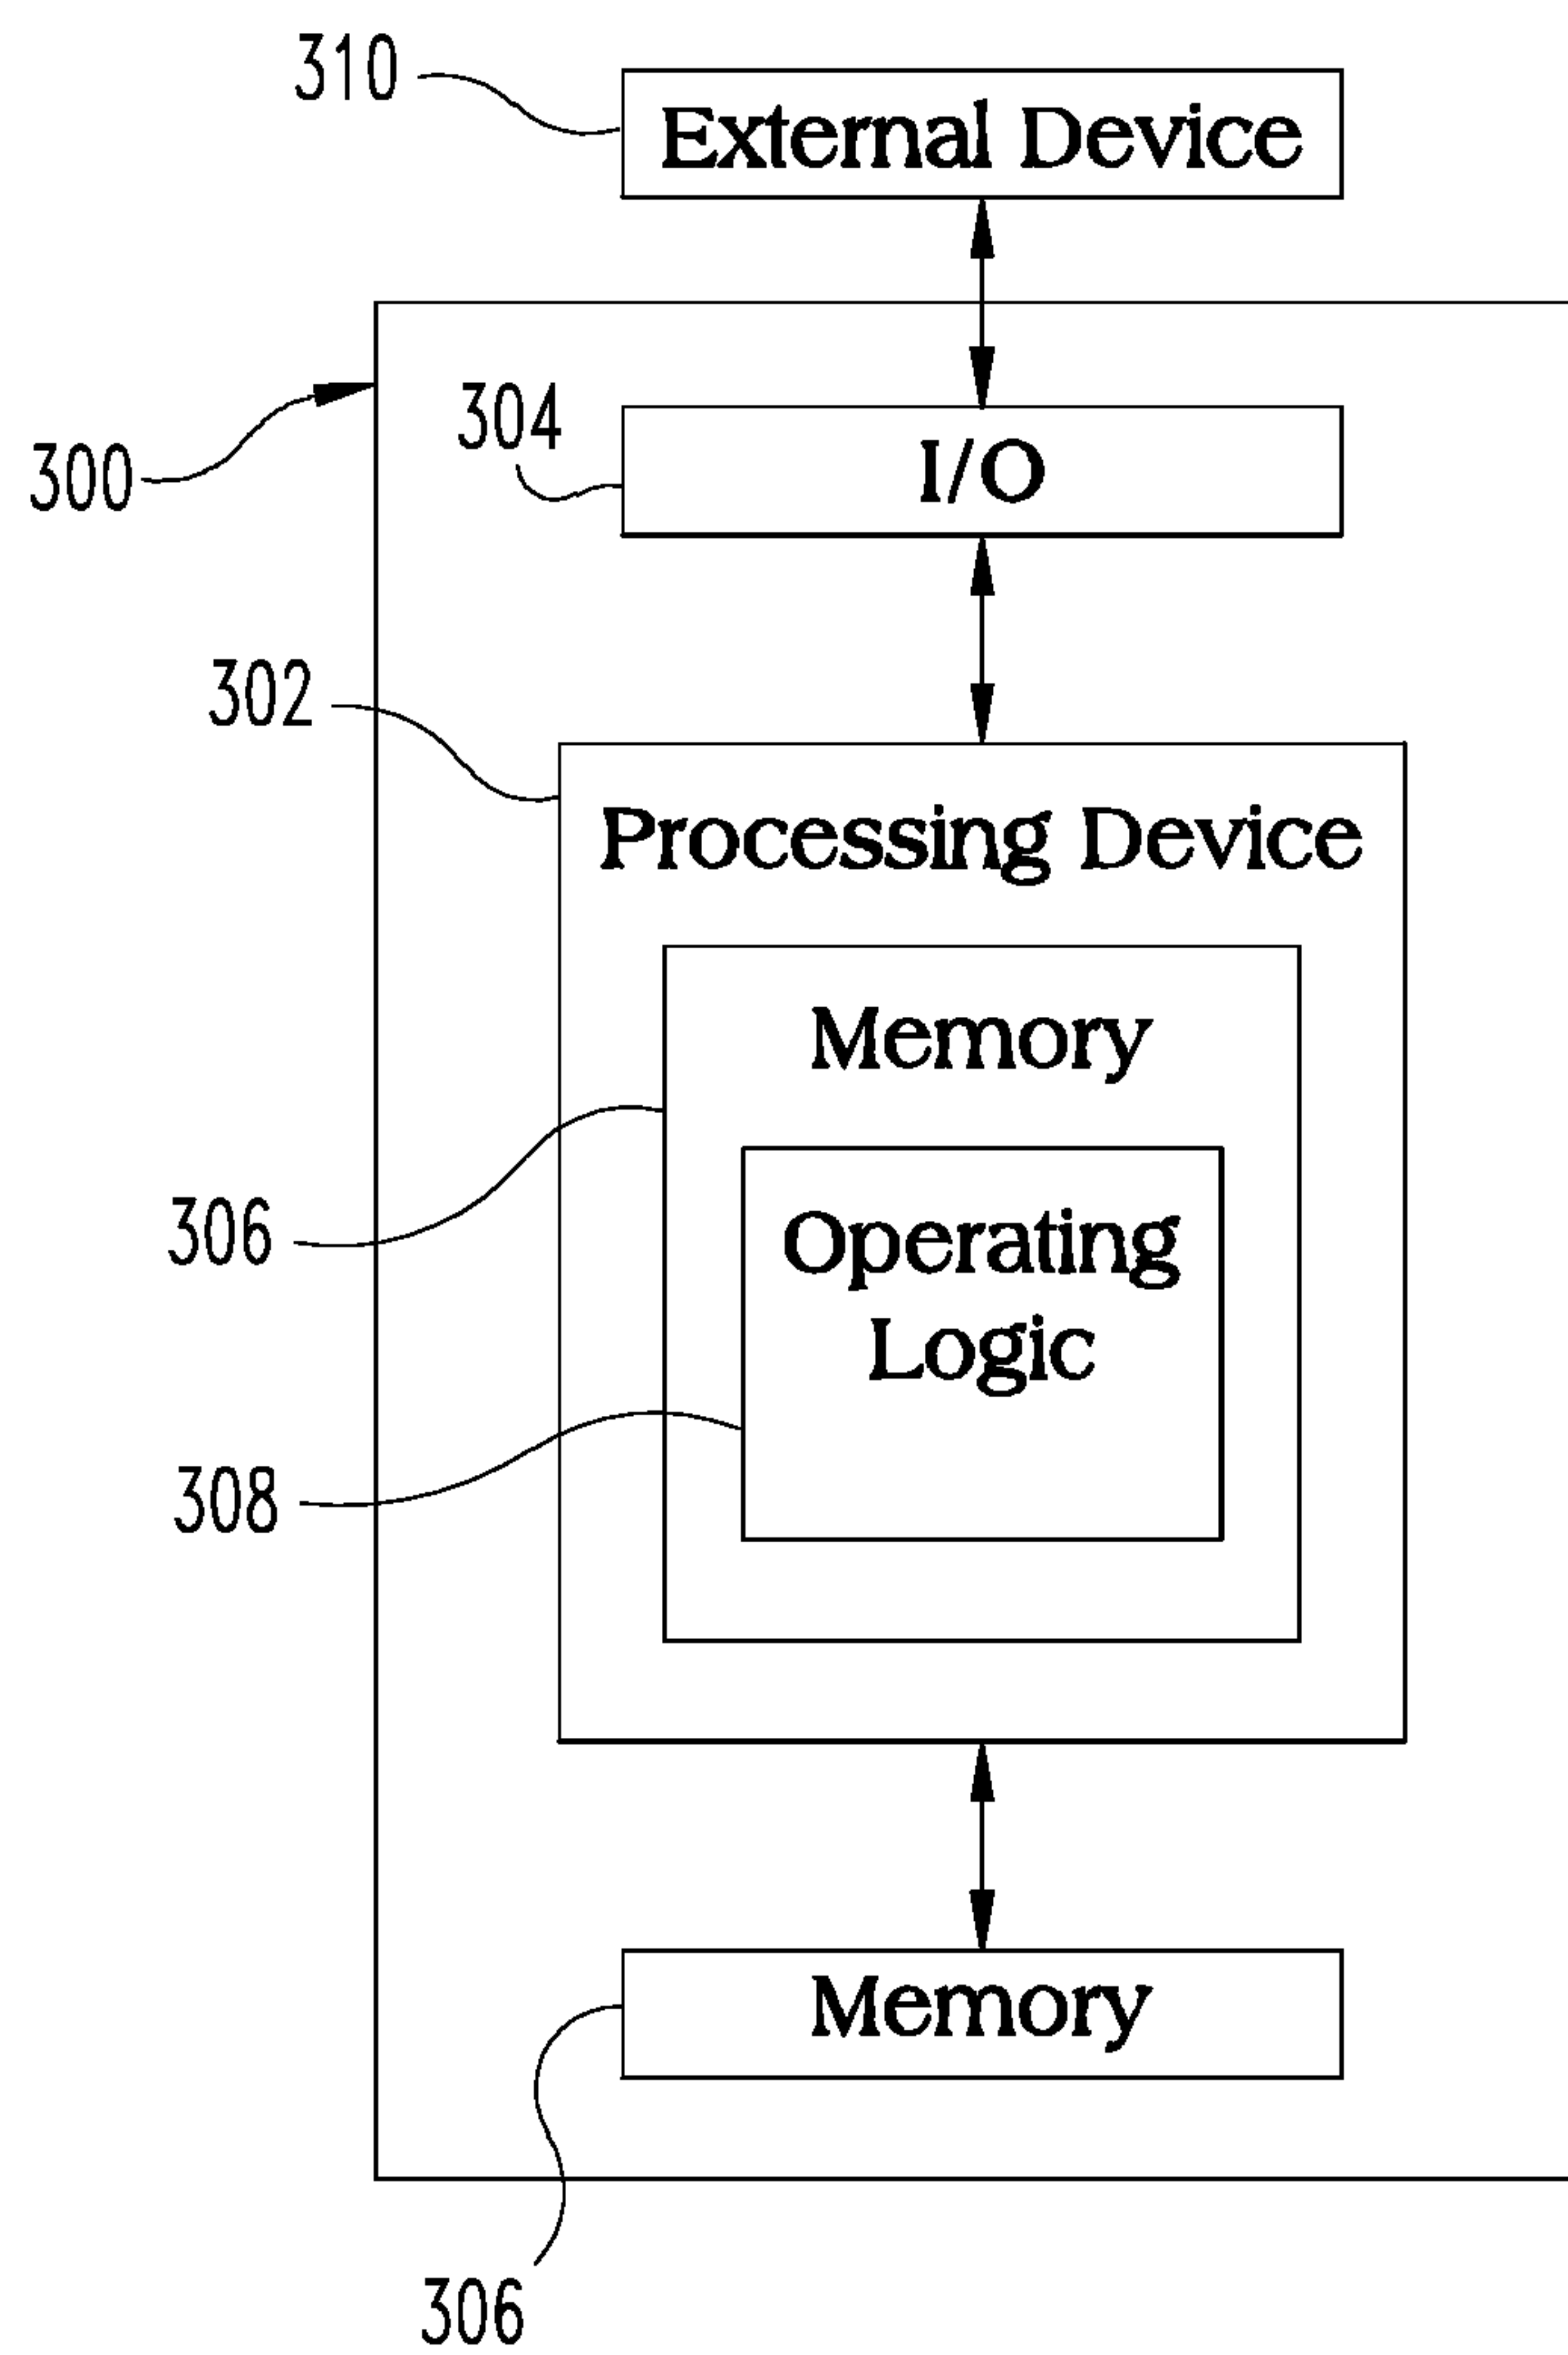 310
External Device
304
I/O
300
302
Processing Device
Memory
306
Operating
Logic
308
Memory
306